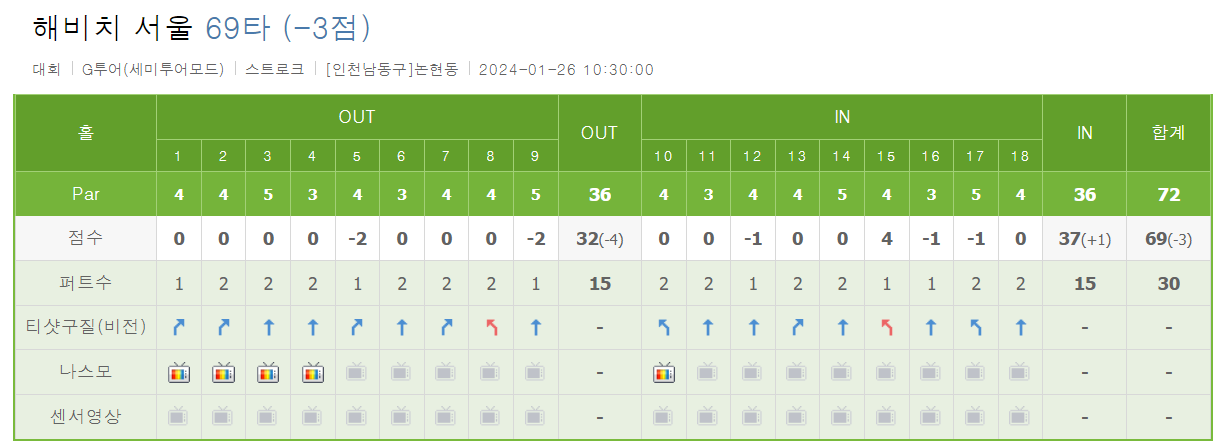 해비치 서울 69타 (-3점)
대회 | G투어(세미투어모드) | 스트로크 | [인천남동구]논현동 | 2024-01-26 10:30:00
홀 OUT OUT IN IN 합계
1 2 3 4 5 6 7 8 9 10 11 12 13 14 15 16 17 18
Par 4 4 5 3 4 3 4 4 5 36 4 3 4 4 5 4 3 5 4 36 72
점수 0 0 0 0 -2 0 0 0 -2 32(-4) 0 0 -1 0 0 4 -1 -1 0 37(+1) 69(-3)
퍼트수 1 2 2 2 1 2 2 2 1 15 2 2 1 2 2 1 1 2 2 15 30
티샷구질(비전) - - -
나스모 - - -
센서영상 - - -